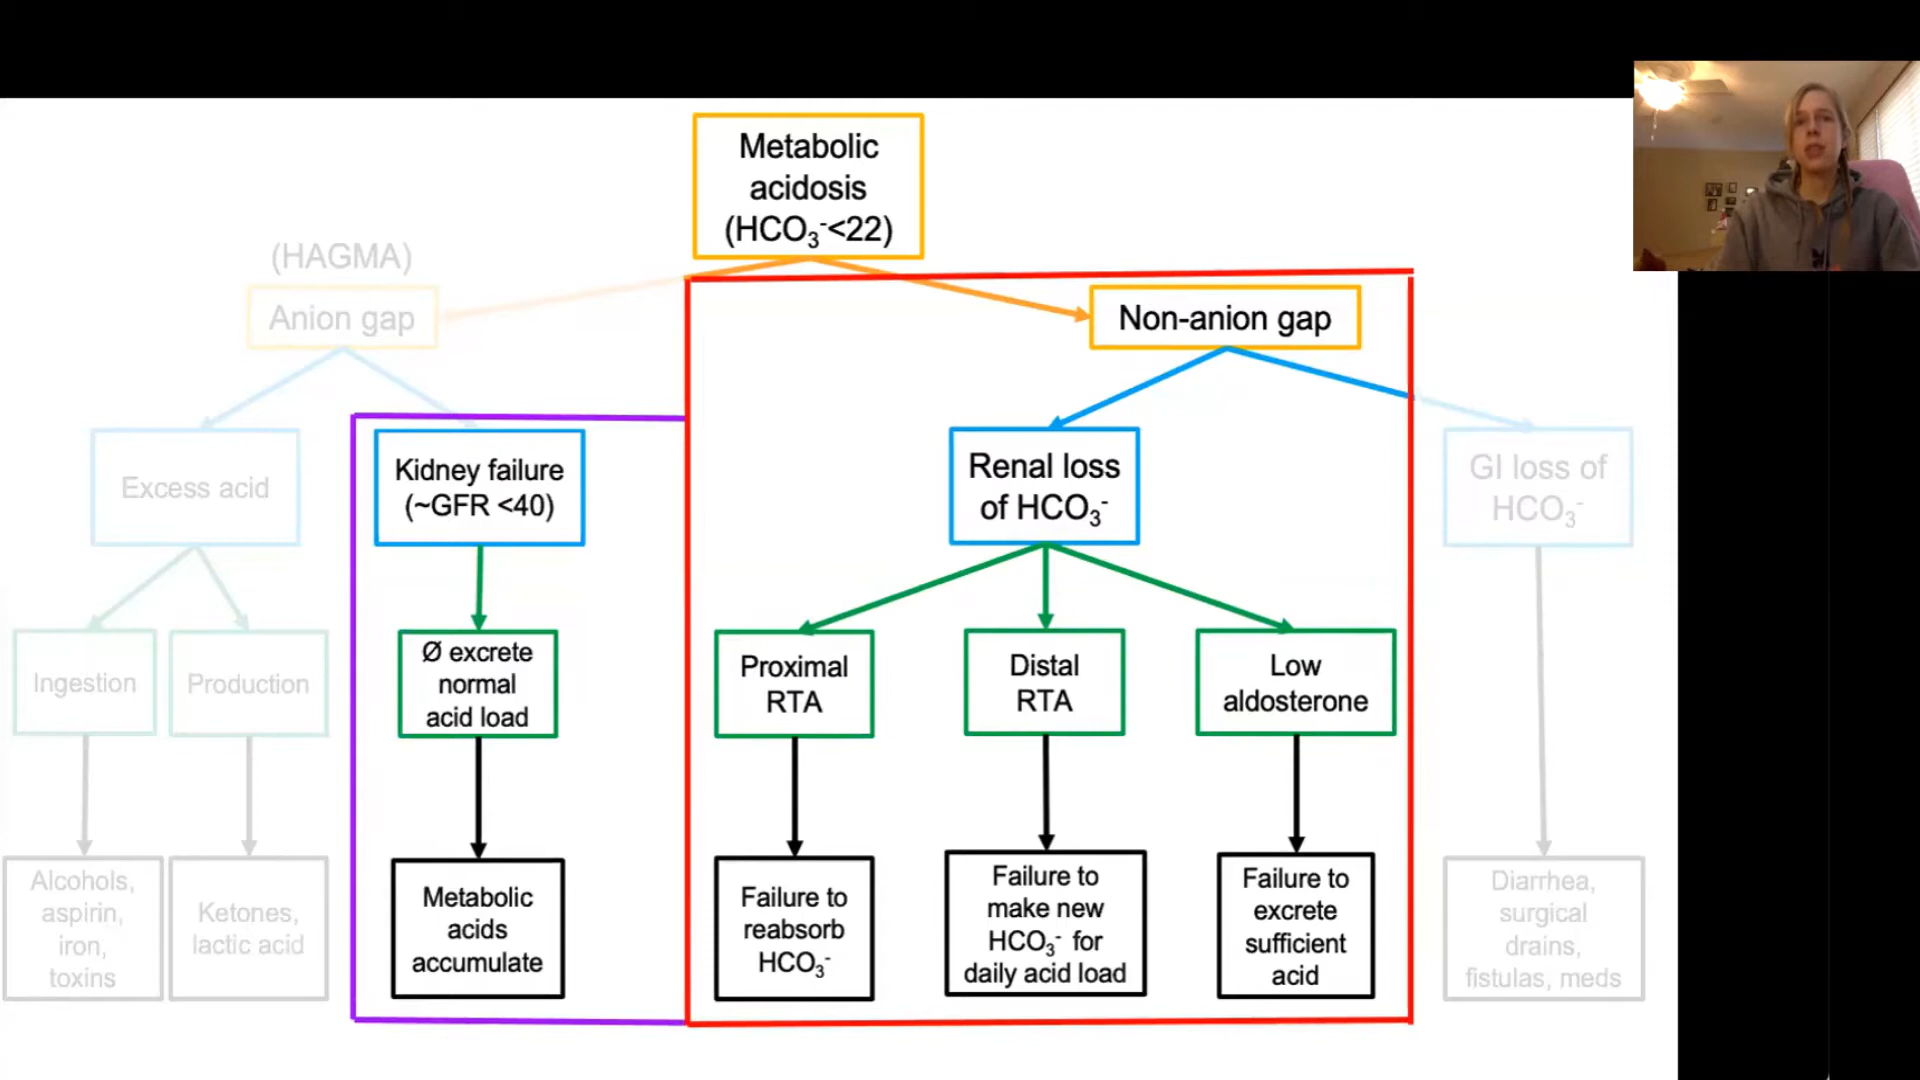 Metabolic
acidosis
(HCO₃⁻<22)
(HAGMA)
Anion gap
Non-anion gap
Excess acid
Kidney failure
(~GFR <40)
Renal loss
of HCO₃⁻
GI loss of
HCO₃⁻
Ingestion
Production
Ø excrete
normal
acid load
Proximal
RTA
Distal
RTA
Low
aldosterone
Alcohols,
aspirin,
iron,
toxins
Ketones,
lactic acid
Metabolic
acids
accumulate
Failure to
reabsorb
HCO₃⁻
Failure to
make new
HCO₃⁻ for
daily acid load
Failure to
excrete
sufficient
acid
Diarrhea,
surgical
drains,
fistulas, meds